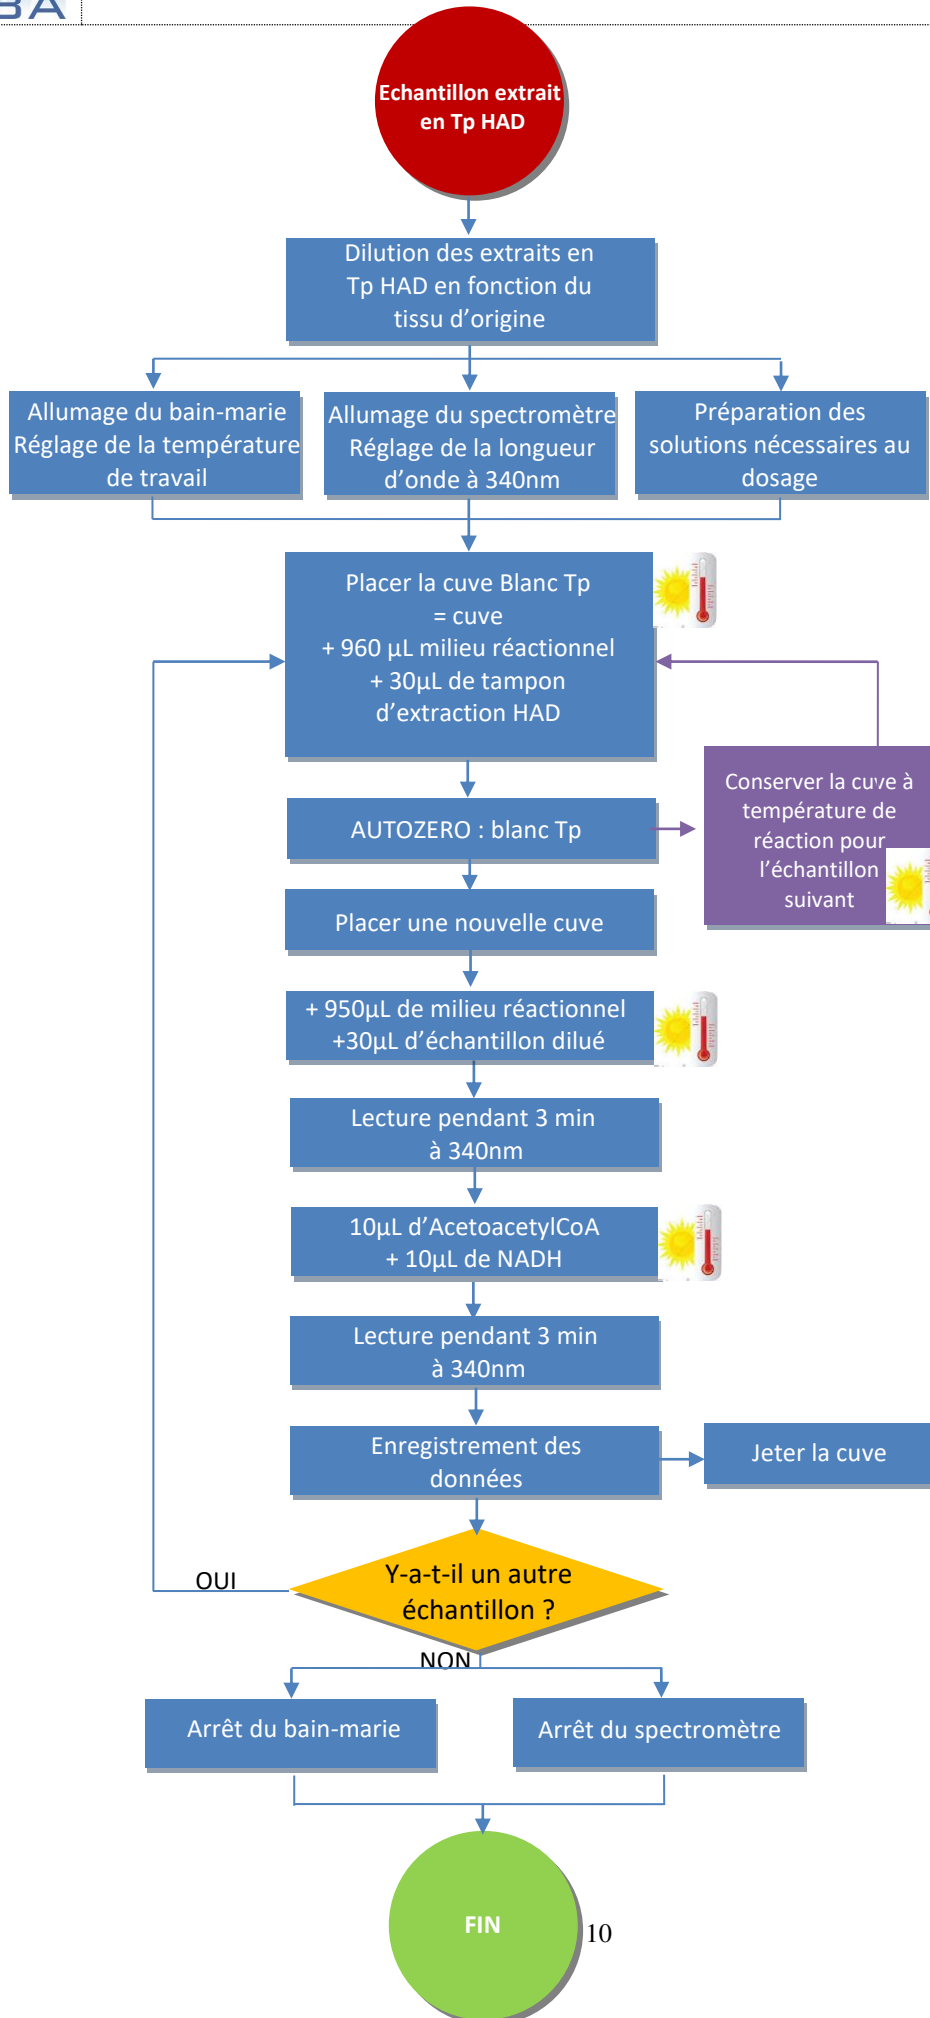 BA
Echantillon extrait
en Tp HAD
Dilution des extraits en
Tp HAD en fonction du
tissu d'origine
Allumage du bain-marie
Réglage de la température
de travail
Allumage du spectromètre
Réglage de la longueur
d'onde à 340nm
Préparation des
solutions nécessaires au
dosage
Placer la cuve Blanc Tp
= cuve
+ 960 µL milieu réactionnel
+ 30µL de tampon
d'extraction HAD
AUTOZERO : blanc Tp
Conserver la cuve à
température de
réaction pour
l'échantillon
suivant
Placer une nouvelle cuve
+ 950µL de milieu réactionnel
+30µL d'échantillon dilué
Lecture pendant 3 min
à 340nm
10µL d'AcetoacetylCoA
+ 10µL de NADH
Lecture pendant 3 min
à 340nm
Enregistrement des
données
Jeter la cuve
Y-a-t-il un autre
échantillon ?
OUI
NON
Arrêt du bain-marie
Arrêt du spectromètre
FIN
10